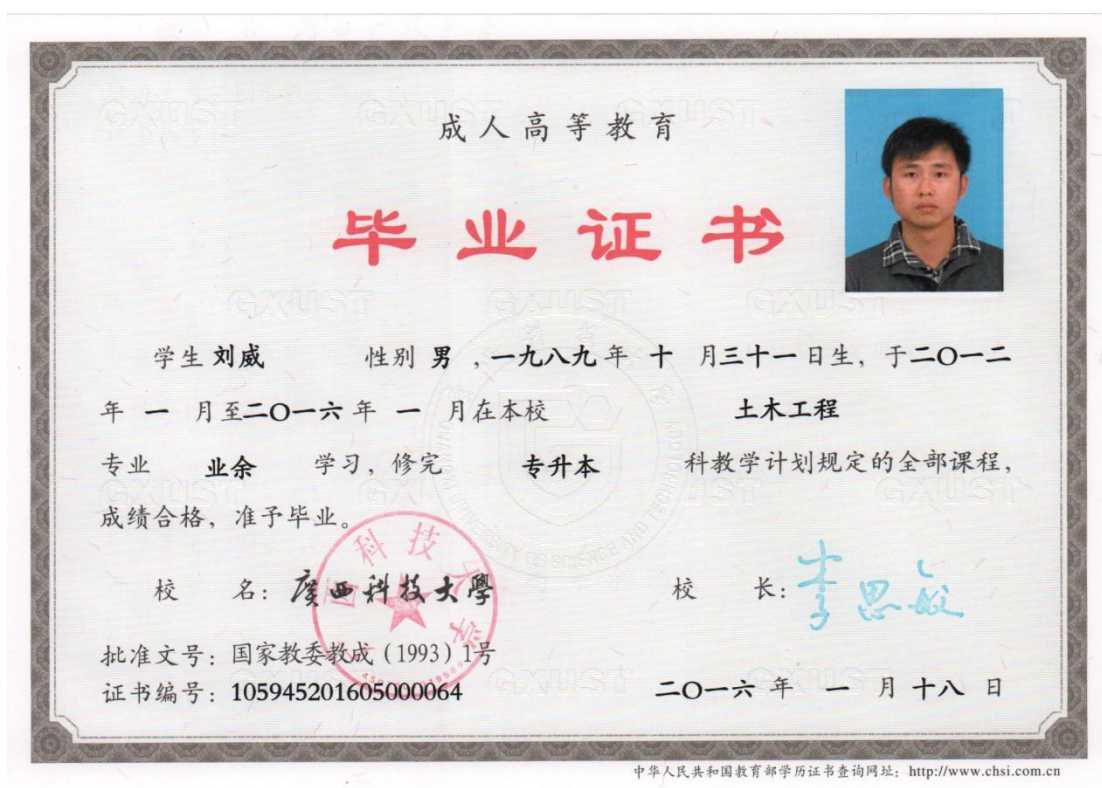 成人高等教育
毕业证书
学生 刘威 性别 男 ，一九八九年 十 月三十一日生，于二〇一二
年 一 月至二〇一六年 一 月在本校 土木工程
专业 业余 学习，修完 专升本 科教学计划规定的全部课程，
成绩合格，准予毕业。
校 名：廣西科技大學
校 长：李思敏
批准文号：国家教委教成（1993）1号
证书编号：105945201605000064
二〇一六 年 一 月 十八 日
中华人民共和国教育部学历证书查询网址：http://www.chsi.com.cn